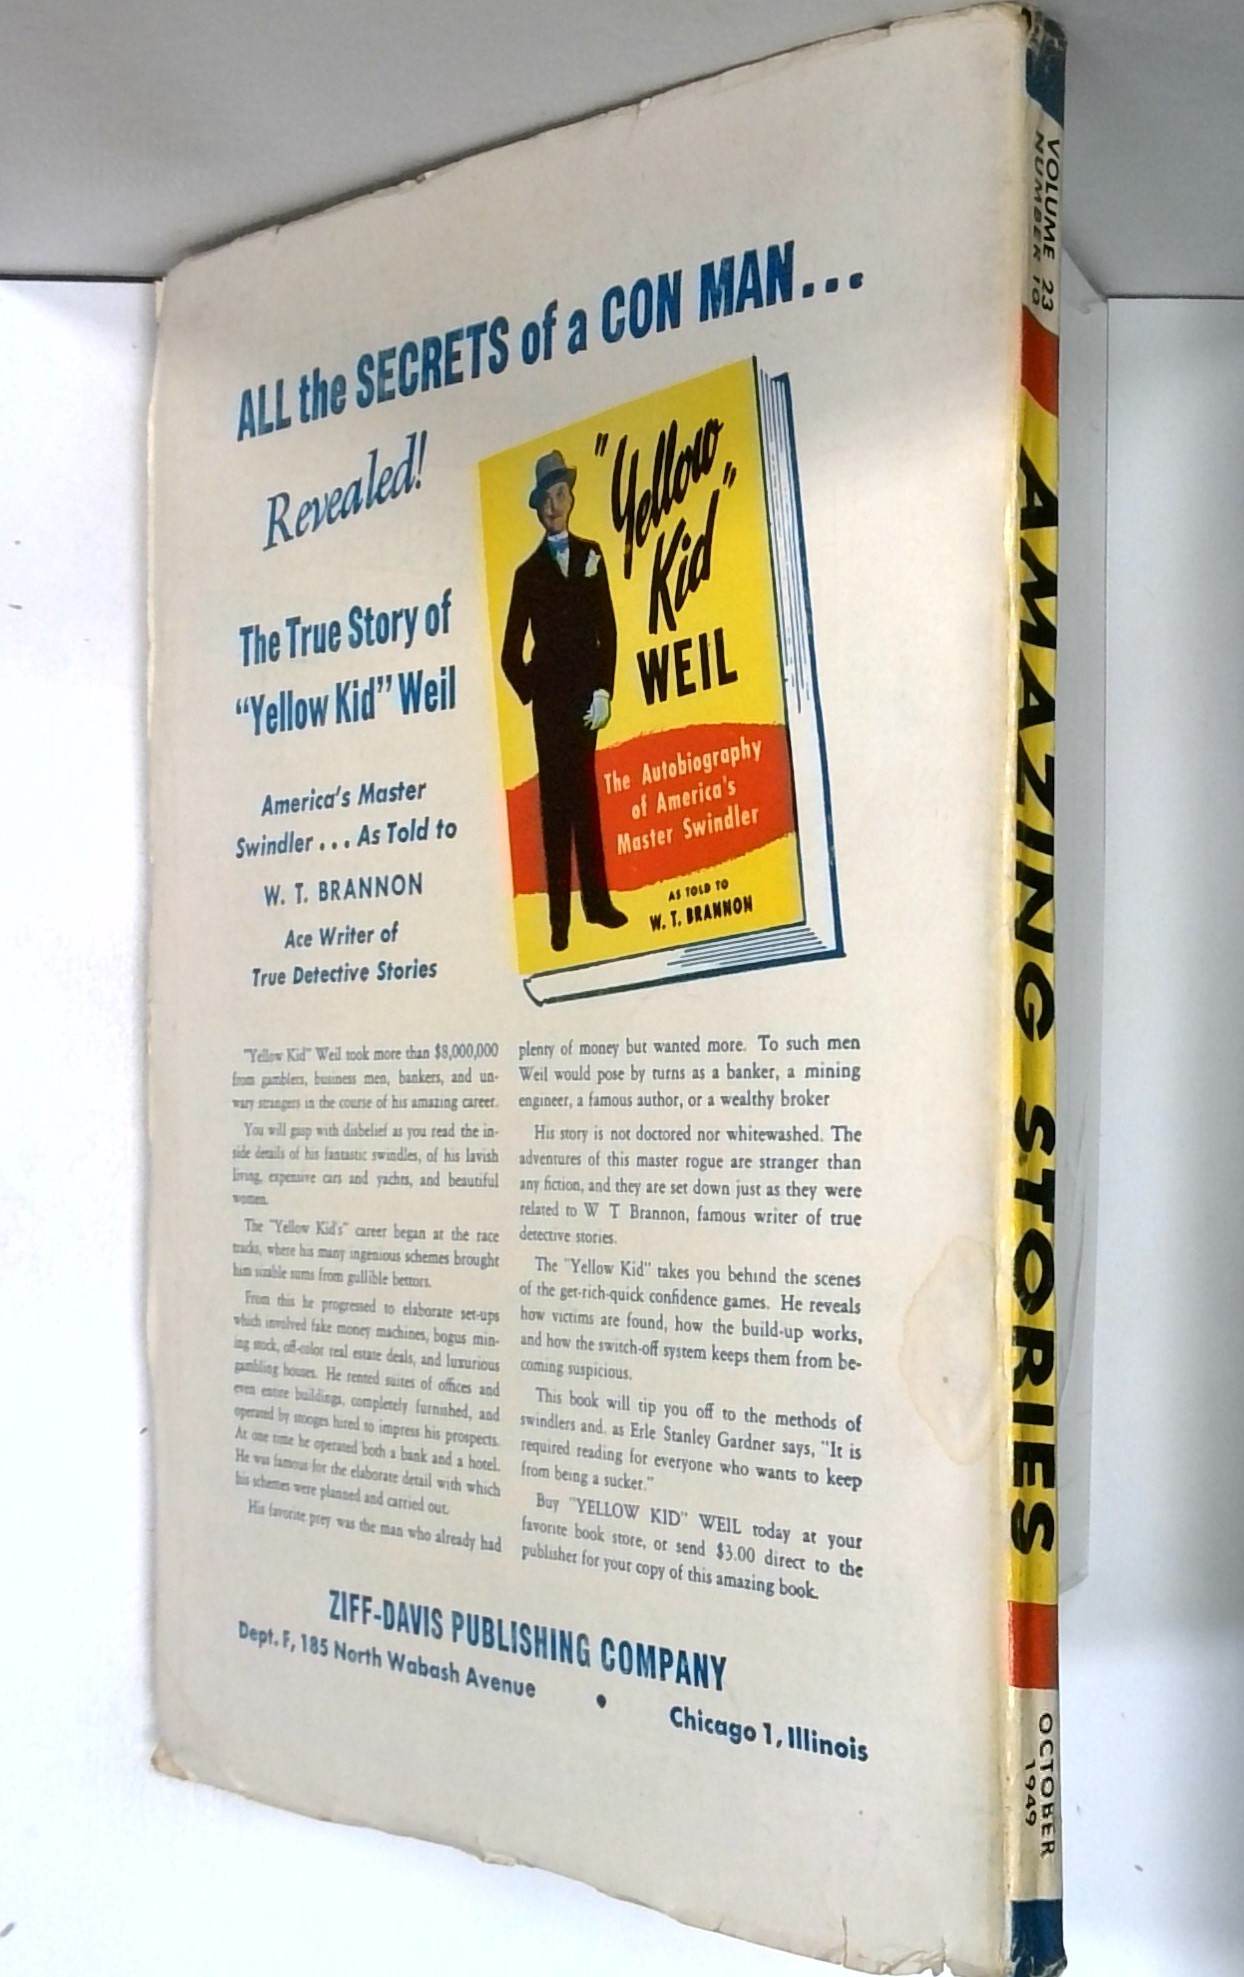 ALL the SECRETS of a CON MAN...
Revealed!
The True Story of
"Yellow Kid" Weil
America's Master
Swindler... As Told to
W. T. BRANNON
Ace Writer of
True Detective Stories
"Yellow
Kid"
WEIL
The Autobiography
of America's
Master Swindler
AS TOLD TO
W. T. BRANNON
"Yellow Kid" Weil took more than $8,000,000
from gamblers, business men, bankers, and un-
wary strangers in the course of his amazing career.
You will gasp with disbelief as you read the in-
side details of his fantastic swindles, of his lavish
living, expensive cars and yachts, and beautiful
women.
The "Yellow Kid's" career began at the race
tracks, where his many ingenious schemes brought
him sizable sums from gullible bettors.
From this he progressed to elaborate set-ups
which involved fake money machines, bogus min-
ing stock, off-color real estate deals, and luxurious
gambling houses. He rented suites of offices and
even entire buildings, completely furnished, and
operated by stooges hired to impress his prospects.
At one time he operated both a bank and a hotel.
He was famous for the elaborate detail with which
his schemes were planned and carried out.
His favorite prey was the man who already had
plenty of money but wanted more. To such men
Weil would pose by turns as a banker, a mining
engineer, a famous author, or a wealthy broker
His story is not doctored nor whitewashed. The
adventures of this master rogue are stranger than
any fiction, and they are set down just as they were
related to W T Brannon, famous writer of true
detective stories.
The "Yellow Kid" takes you behind the scenes
of the get-rich-quick confidence games. He reveals
how victims are found, how the build-up works,
and how the switch-off system keeps them from be-
coming suspicious.
This book will tip you off to the methods of
swindlers and, as Erle Stanley Gardner says, "It is
required reading for everyone who wants to keep
from being a sucker."
Buy "YELLOW KID" WEIL today at your
favorite book store, or send $3.00 direct to the
publisher for your copy of this amazing book.
ZIFF-DAVIS PUBLISHING COMPANY
Dept. F, 185 North Wabash Avenue • Chicago 1, Illinois
VOLUME 23
NUMBER 10
AMAZING STORIES
OCTOBER
1949